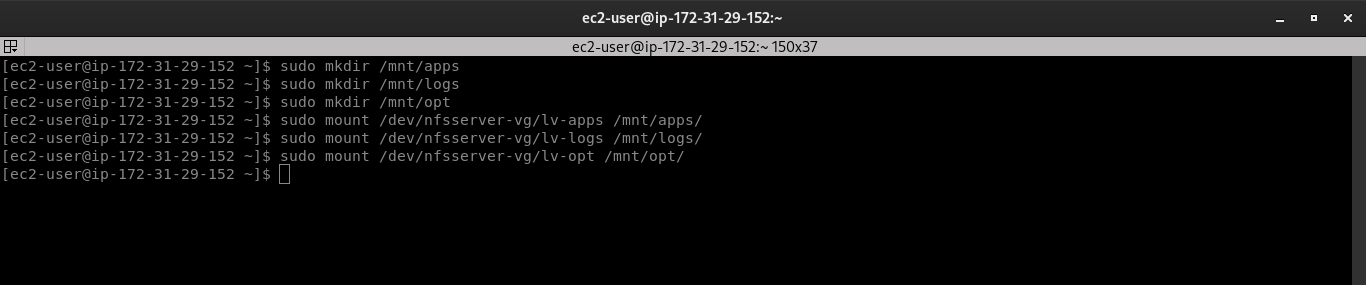 ec2-user@ip-172-31-29-152:~
ec2-user@ip-172-31-29-152:~ 150x37
[ec2-user@ip-172-31-29-152 ~]$ sudo mkdir /mnt/apps
[ec2-user@ip-172-31-29-152 ~]$ sudo mkdir /mnt/logs
[ec2-user@ip-172-31-29-152 ~]$ sudo mkdir /mnt/opt
[ec2-user@ip-172-31-29-152 ~]$ sudo mount /dev/nfsserver-vg/lv-apps /mnt/apps/
[ec2-user@ip-172-31-29-152 ~]$ sudo mount /dev/nfsserver-vg/lv-logs /mnt/logs/
[ec2-user@ip-172-31-29-152 ~]$ sudo mount /dev/nfsserver-vg/lv-opt /mnt/opt/
[ec2-user@ip-172-31-29-152 ~]$